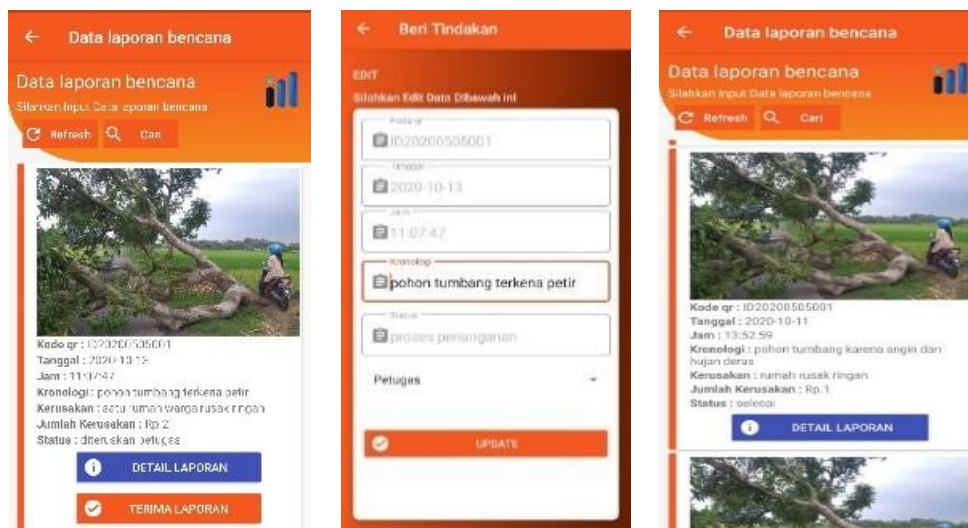 Data laporan bencana
Data laporan bencana
Silahkan Input Data laporan bencana
Refresh Cari
Kode qr : ID20200505001
Tanggal : 2020-10-13
Jam : 11:07:47
Kronologi : pohon tumbang terkena petir
Kerusakan : satu rumah warga rusak ringan
Jumlah Kerusakan : Rp.2
Status : diteruskan petugas
DETAIL LAPORAN
TERIMA LAPORAN
Beri Tindakan
EDIT
Silahkan Edit Data Dibawah ini
Kode qr
ID20200505001
Tanggal
2020-10-13
Jam
11:07:47
Kronologi
pohon tumbang terkena petir
Status
proses penanganan
Petugas
UPDATE
Data laporan bencana
Data laporan bencana
Silahkan Input Data laporan bencana
Refresh Cari
Kode qr : ID20200505001
Tanggal : 2020-10-11
Jam : 13:52:59
Kronologi : pohon tumbang karena angin dan
hujan deras
Kerusakan : rumah rusak ringan
Jumlah Kerusakan : Rp.1
Status : selesai
DETAIL LAPORAN